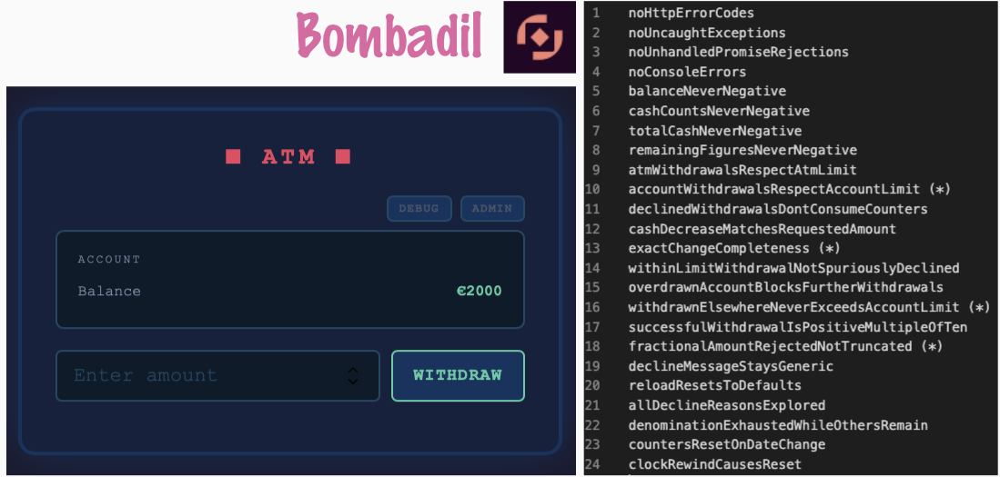 Bombadil
■ ATM ■
DEBUG ADMIN
ACCOUNT
Balance €2000
Enter amount WITHDRAW
1 noHttpErrorCodes
2 noUncaughtExceptions
3 noUnhandledPromiseRejections
4 noConsoleErrors
5 balanceNeverNegative
6 cashCountsNeverNegative
7 totalCashNeverNegative
8 remainingFiguresNeverNegative
9 atmWithdrawalsRespectAtmLimit
10 accountWithdrawalsRespectAccountLimit (*)
11 declinedWithdrawalsDontConsumeCounters
12 cashDecreaseMatchesRequestedAmount
13 exactChangeCompleteness (*)
14 withinLimitWithdrawalNotSpuriouslyDeclined
15 overdrawnAccountBlocksFurtherWithdrawals
16 withdrawnElsewhereNeverExceedsAccountLimit (*)
17 successfulWithdrawalIsPositiveMultipleOfTen
18 fractionalAmountRejectedNotTruncated (*)
19 declineMessageStaysGeneric
20 reloadResetsToDefaults
21 allDeclineReasonsExplored
22 denominationExhaustedWhileOthersRemain
23 countersResetOnDateChange
24 clockRewindCausesReset